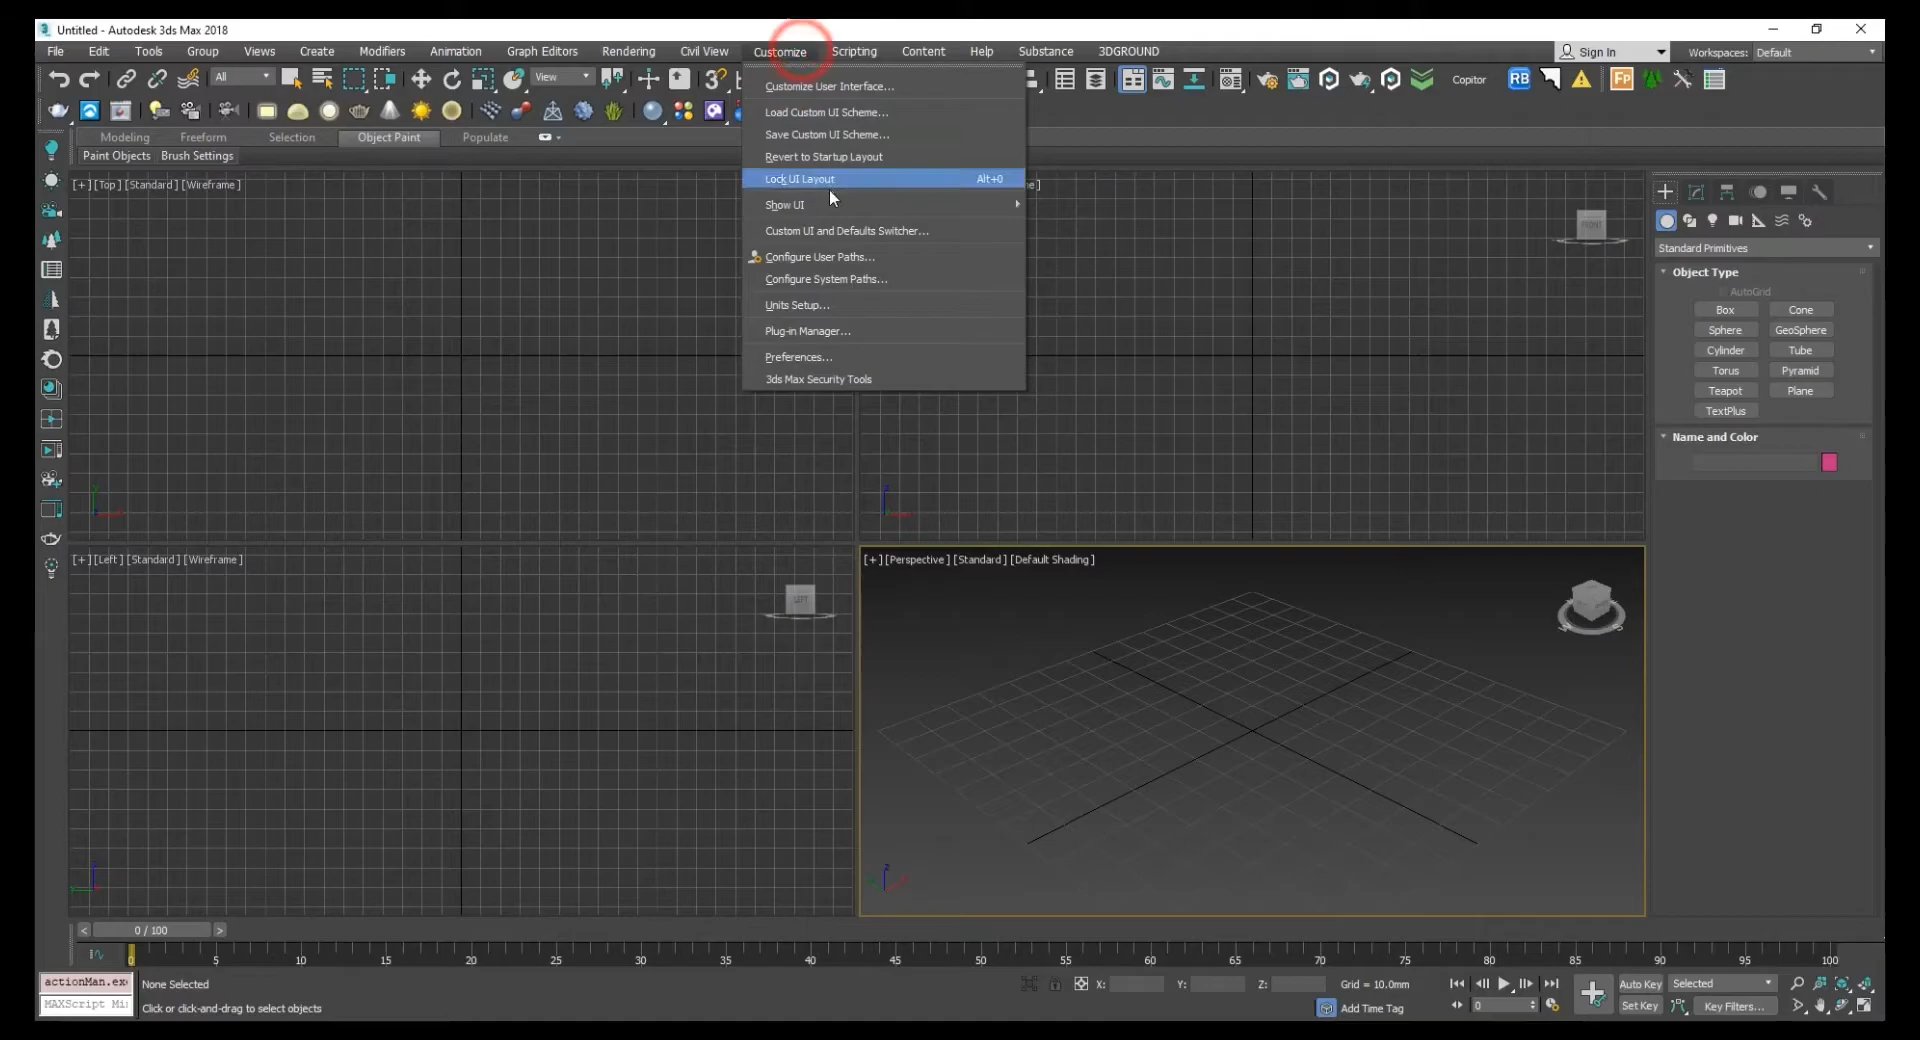 Untitled - Autodesk 3ds Max 2018
File Edit Tools Group Views Create Modifiers Animation Graph Editors Rendering Civil View Customize Scripting Content Help Substance 3DGROUND Sign In Workspaces: Default
All View Copitor RB Fp
Modeling Freeform Selection Object Paint Populate
Paint Objects Brush Settings
Customize User Interface...
Load Custom UI Scheme...
Save Custom UI Scheme...
Revert to Startup Layout
Lock UI Layout Alt+0
Show UI
Custom UI and Defaults Switcher...
Configure User Paths...
Configure System Paths...
Units Setup...
Plug-in Manager...
Preferences...
3ds Max Security Tools
[+][Top][Standard][Wireframe]
FRONT
Standard Primitives
Object Type
AutoGrid
Box Cone
Sphere GeoSphere
Cylinder Tube
Torus Pyramid
Teapot Plane
TextPlus
Name and Color
[+][Left][Standard][Wireframe]
LEFT
[+][Perspective][Standard][Default Shading]
< 0 / 100 >
0 5 10 15 20 25 30 35 40 45 50 55 60 65 70 75 80 85 90 95 100
actionMan.ex None Selected X: Y: Z: Grid = 10.0mm Auto Key Selected
MAXScript Mi Click or click-and-drag to select objects Add Time Tag 0 Set Key Key Filters...